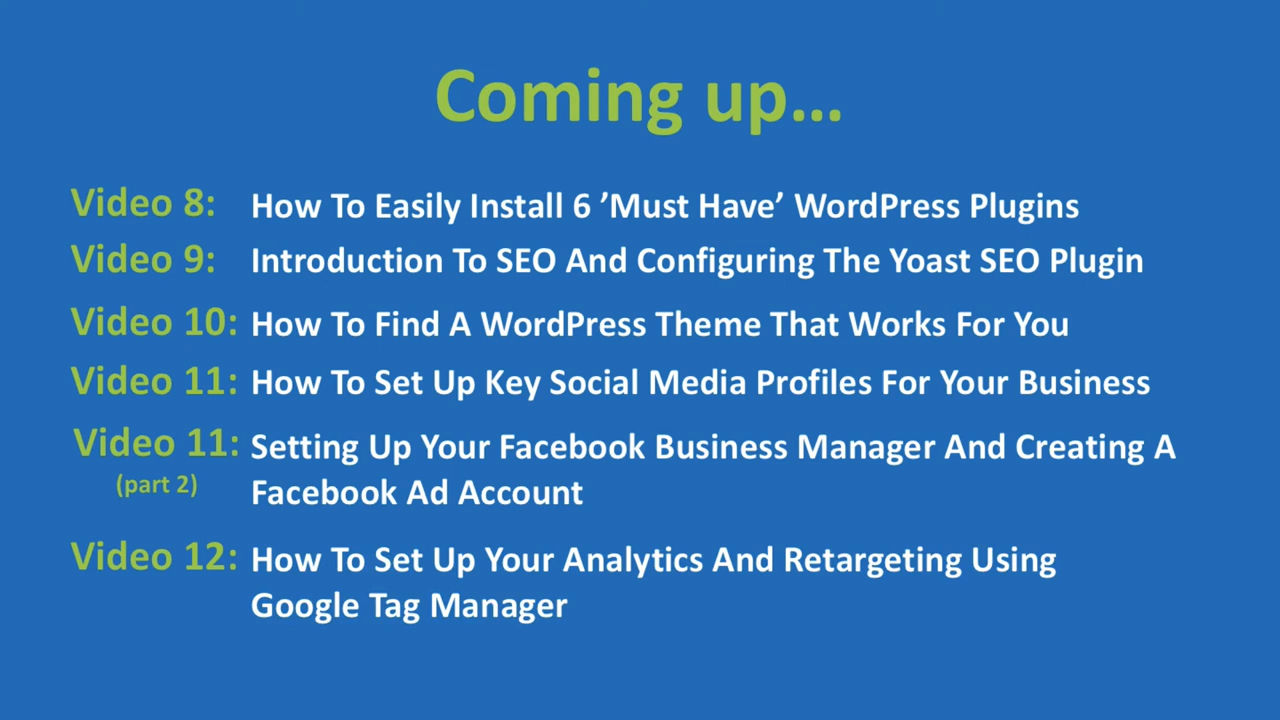 Coming up...
Video 8: How To Easily Install 6 ’Must Have’ WordPress Plugins
Video 9: Introduction To SEO And Configuring The Yoast SEO Plugin
Video 10: How To Find A WordPress Theme That Works For You
Video 11: How To Set Up Key Social Media Profiles For Your Business
Video 11: Setting Up Your Facebook Business Manager And Creating A
(part 2) Facebook Ad Account
Video 12: How To Set Up Your Analytics And Retargeting Using
Google Tag Manager